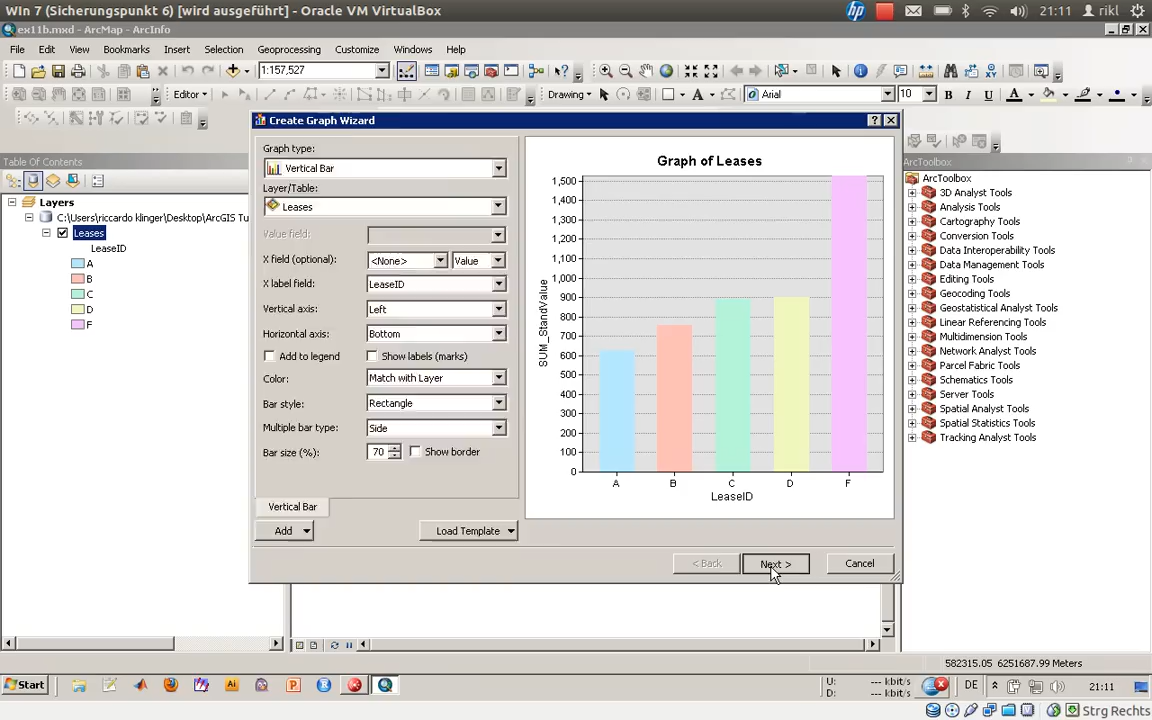 Win 7 (Sicherungspunkt 6) [wird ausgeführt] - Oracle VM VirtualBox
21:11
rikl
ex11b.mxd - ArcMap - ArcInfo
File Edit View Bookmarks Insert Selection Geoprocessing Customize Windows Help
1:157,527
Editor
Drawing
Arial
10
B I U A
Table Of Contents
Layers
C:\Users\riccardo klinger\Desktop\ArcGIS Tu
Leases
LeaseID
A
B
C
D
F
Create Graph Wizard
Graph type:
Vertical Bar
Layer/Table:
Leases
Value field:
X field (optional): <None> Value
X label field: LeaseID
Vertical axis: Left
Horizontal axis: Bottom
Add to legend Show labels (marks)
Color: Match with Layer
Bar style: Rectangle
Multiple bar type: Side
Bar size (%): 70 Show border
Vertical Bar
Add Load Template
Graph of Leases
1,500
1,400
1,300
1,200
1,100
1,000
900
800
700
600
500
400
300
200
100
0
SUM_StandValue
A B C D F
LeaseID
< Back Next > Cancel
ArcToolbox
ArcToolbox
3D Analyst Tools
Analysis Tools
Cartography Tools
Conversion Tools
Data Interoperability Tools
Data Management Tools
Editing Tools
Geocoding Tools
Geostatistical Analyst Tools
Linear Referencing Tools
Multidimension Tools
Network Analyst Tools
Parcel Fabric Tools
Schematics Tools
Server Tools
Spatial Analyst Tools
Spatial Statistics Tools
Tracking Analyst Tools
582315.05 6251687.99 Meters
Start
U: --- kbit/s
D: --- kbit/s
DE
21:11
Strg Rechts